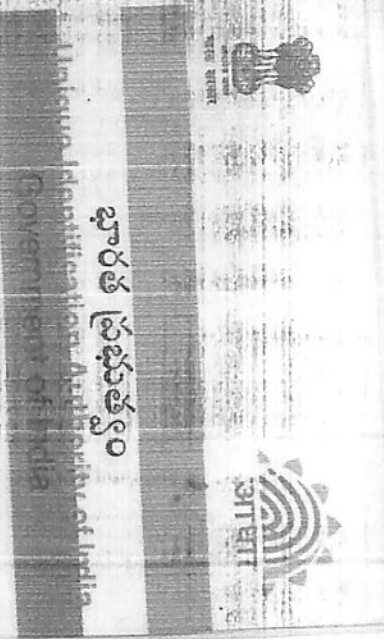 భారత ప్రభుత్వం
Unique Identification Authority of India
Government of India